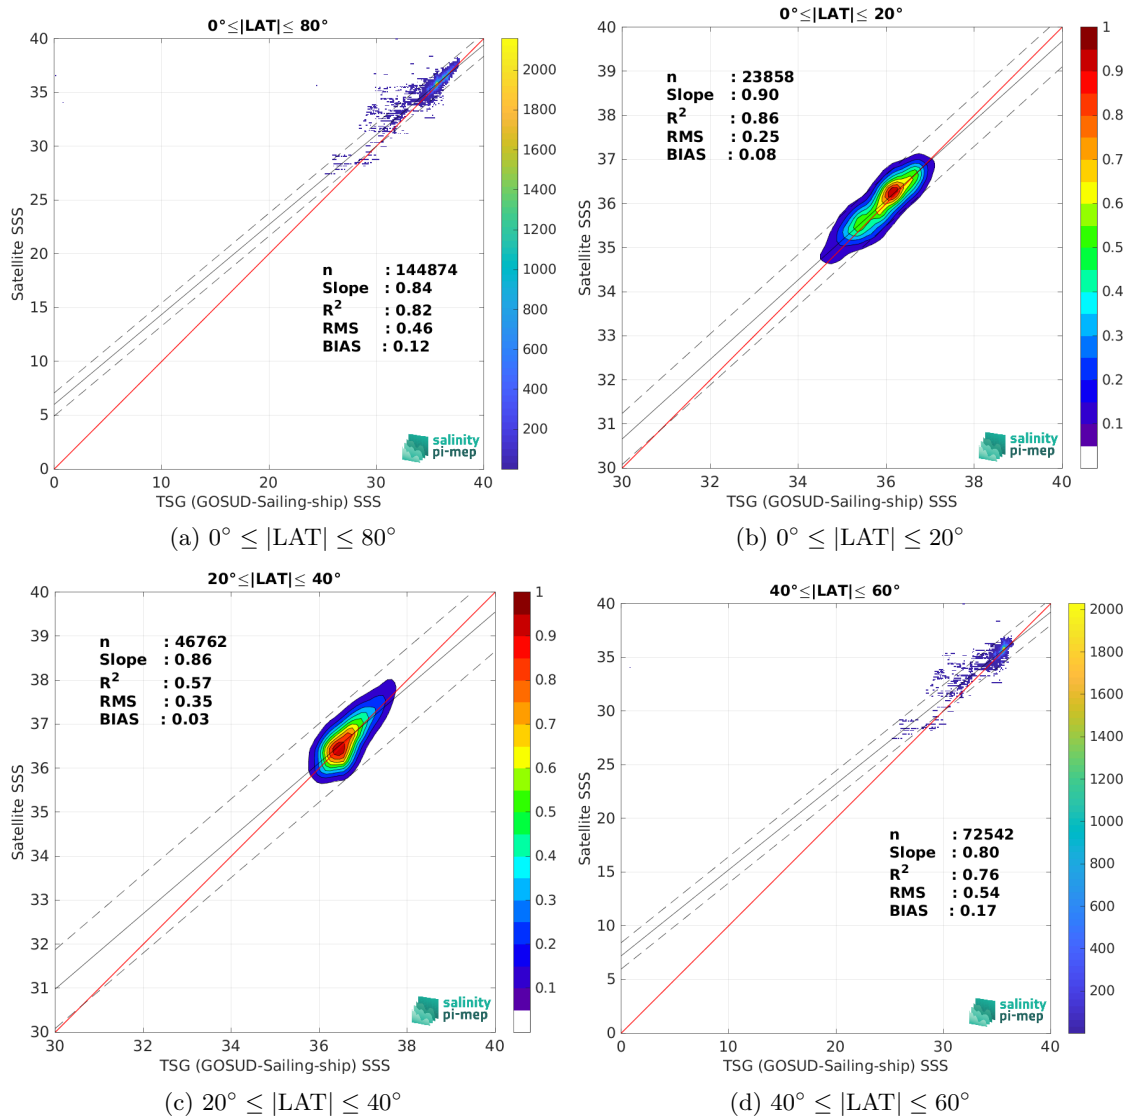 0°≤|LAT|≤ 80°
40
35
30
25
20
15
10
5
0
0
10
20
30
40
Satellite SSS
TSG (GOSUD-Sailing-ship) SSS
n : 144874
Slope : 0.84
R² : 0.82
RMS : 0.46
BIAS : 0.12
salinity
pi-mep
2000
1800
1600
1400
1200
1000
800
600
400
200
(a) 0° ≤ |LAT| ≤ 80°
0°≤|LAT|≤ 20°
40
39
38
37
36
35
34
33
32
31
30
30
32
34
36
38
40
Satellite SSS
TSG (GOSUD-Sailing-ship) SSS
n : 23858
Slope : 0.90
R² : 0.86
RMS : 0.25
BIAS : 0.08
salinity
pi-mep
1
0.9
0.8
0.7
0.6
0.5
0.4
0.3
0.2
0.1
(b) 0° ≤ |LAT| ≤ 20°
20°≤|LAT|≤ 40°
40
39
38
37
36
35
34
33
32
31
30
30
32
34
36
38
40
Satellite SSS
TSG (GOSUD-Sailing-ship) SSS
n : 46762
Slope : 0.86
R² : 0.57
RMS : 0.35
BIAS : 0.03
salinity
pi-mep
1
0.9
0.8
0.7
0.6
0.5
0.4
0.3
0.2
0.1
(c) 20° ≤ |LAT| ≤ 40°
40°≤|LAT|≤ 60°
40
35
30
25
20
15
10
5
0
0
10
20
30
40
Satellite SSS
TSG (GOSUD-Sailing-ship) SSS
n : 72542
Slope : 0.80
R² : 0.76
RMS : 0.54
BIAS : 0.17
salinity
pi-mep
2000
1800
1600
1400
1200
1000
800
600
400
200
(d) 40° ≤ |LAT| ≤ 60°